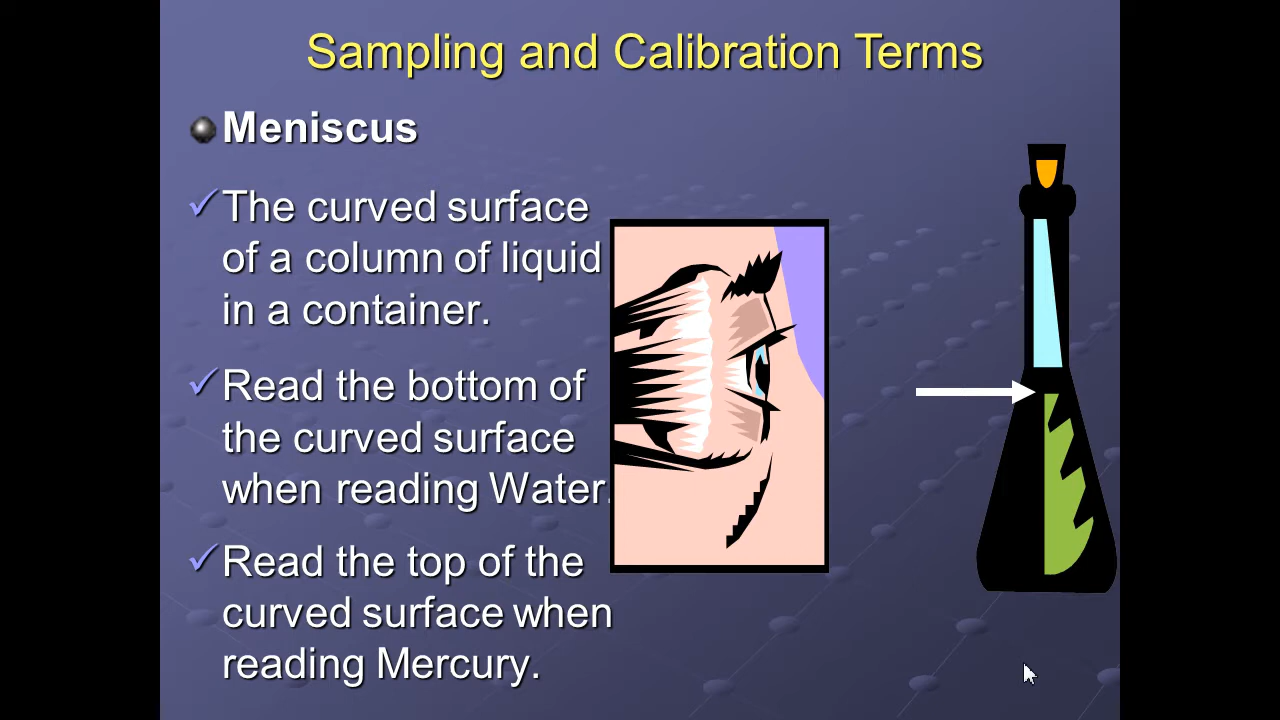 Sampling and Calibration Terms
Meniscus
The curved surface
of a column of liquid
in a container.
Read the bottom of
the curved surface
when reading Water.
Read the top of the
curved surface when
reading Mercury.